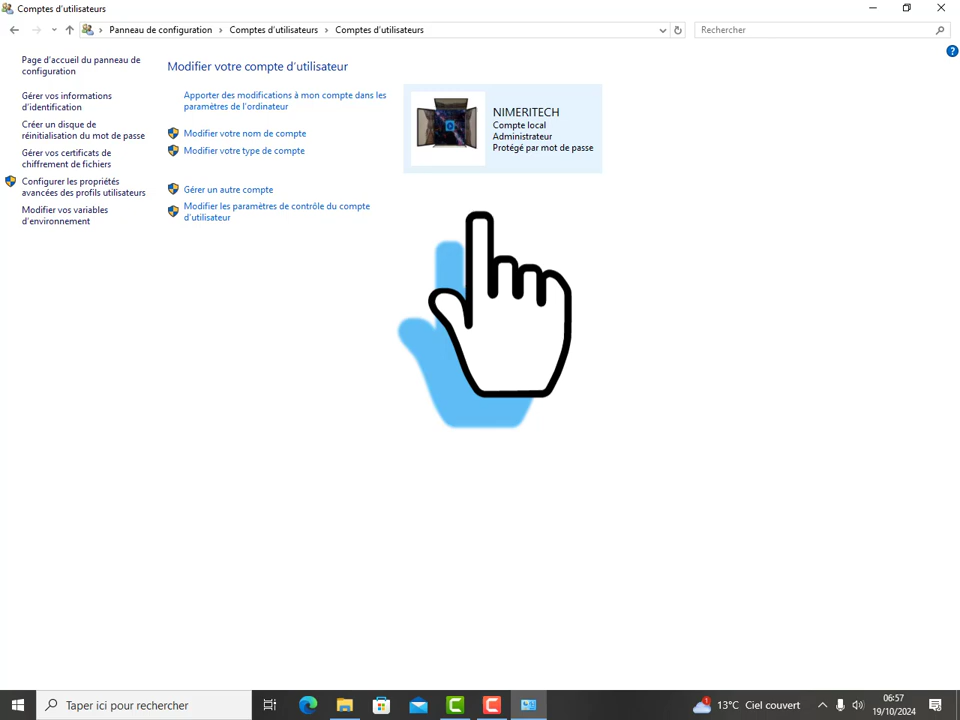 Comptes d'utilisateurs
Panneau de configuration > Comptes d'utilisateurs > Comptes d'utilisateurs
Rechercher
Page d'accueil du panneau de
configuration
Gérer vos informations
d'identification
Créer un disque de
réinitialisation du mot de passe
Gérer vos certificats de
chiffrement de fichiers
Configurer les propriétés
avancées des profils utilisateurs
Modifier vos variables
d'environnement
Modifier votre compte d'utilisateur
Apporter des modifications à mon compte dans les
paramètres de l'ordinateur
Modifier votre nom de compte
Modifier votre type de compte
Gérer un autre compte
Modifier les paramètres de contrôle du compte
d'utilisateur
NIMERITECH
Compte local
Administrateur
Protégé par mot de passe
Taper ici pour rechercher
13°C Ciel couvert
06:57
19/10/2024